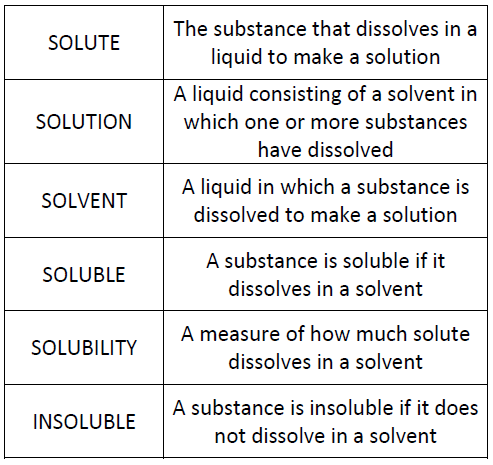 SOLUTE
The substance that dissolves in a
liquid to make a solution
SOLUTION
A liquid consisting of a solvent in
which one or more substances
have dissolved
SOLVENT
A liquid in which a substance is
dissolved to make a solution
SOLUBLE
A substance is soluble if it
dissolves in a solvent
SOLUBILITY
A measure of how much solute
dissolves in a solvent
INSOLUBLE
A substance is insoluble if it does
not dissolve in a solvent